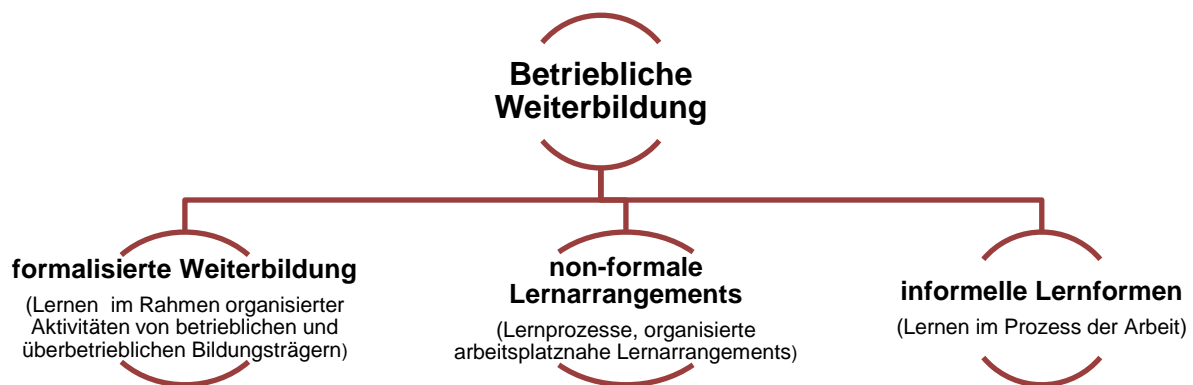 Betriebliche
Weiterbildung
formalisierte Weiterbildung
(Lernen im Rahmen organisierter
Aktivitäten von betrieblichen und
überbetrieblichen Bildungsträgern)
non-formale
Lernarrangements
(Lernprozesse, organisierte
arbeitsplatznahe Lernarrangements)
informelle Lernformen
(Lernen im Prozess der Arbeit)